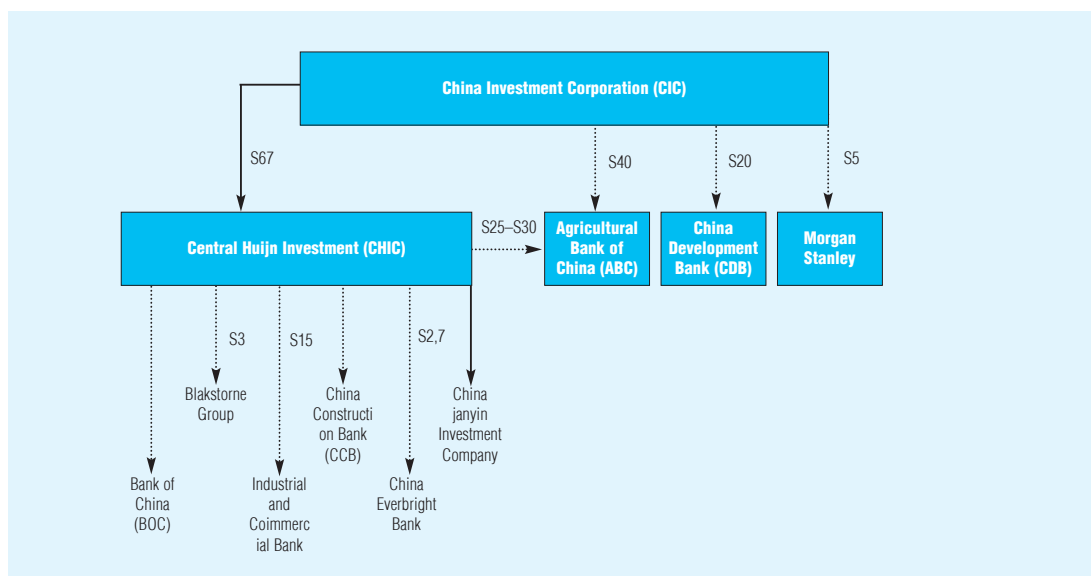 China Investment Corporation (CIC)
S67
S40
S20
S5
Central Huijn Investment (CHIC)
S25–S30
Agricultural
Bank of
China (ABC)
China
Development
Bank (CDB)
Morgan
Stanley
S3
S15
S2,7
Blakstorne
Group
China
Constructi
on Bank
(CCB)
China
janyin
Investment
Company
Bank of
China
(BOC)
Industrial
and
Coimmerc
ial Bank
China
Everbright
Bank